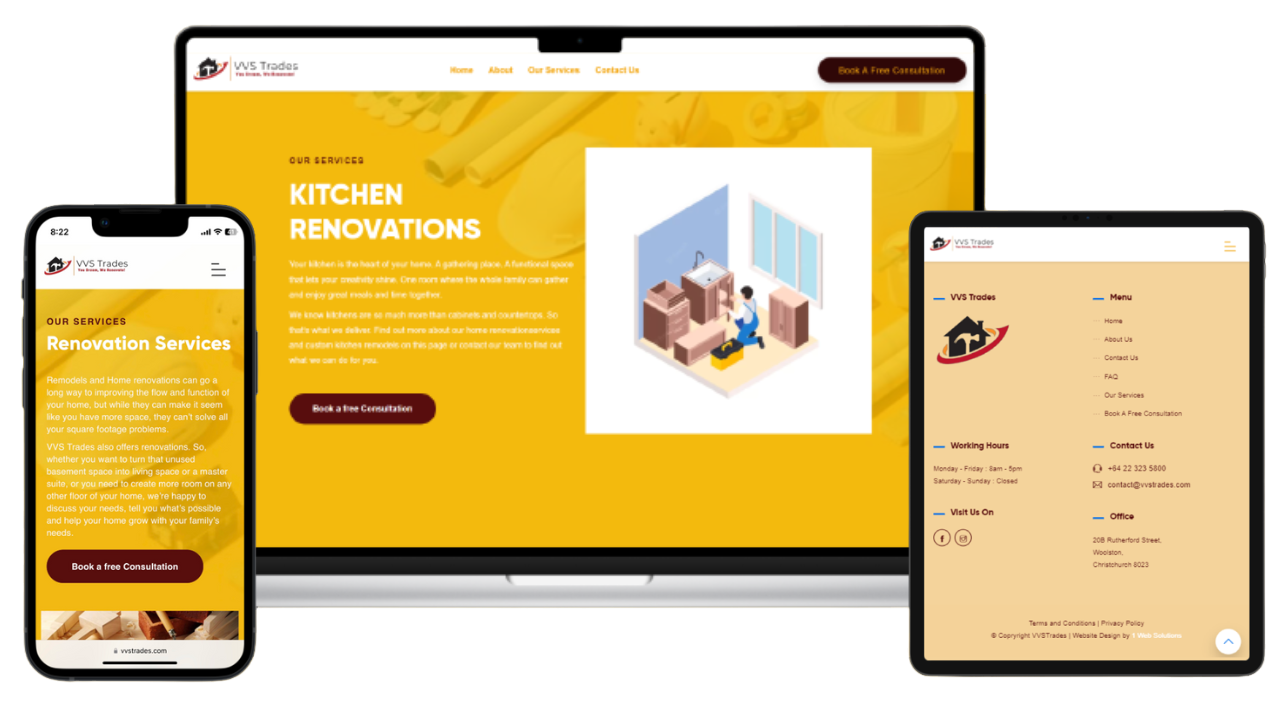 VVS Trades
You Dream, We Renovate!
Home
About
Our Services
Contact Us
Book A Free Consultation
OUR SERVICES
KITCHEN
RENOVATIONS
Your kitchen is the heart of your home. A gathering place. A functional space
that lets your creativity shine. One room where the whole family can gather
and enjoy great meals and time together.
We know kitchens are so much more than cabinets and countertops. So
that's what we deliver. Find out more about our home renovationservices
and custom kitchen remodels on this page or contact our team to find out
what we can do for you.
Book a free Consultation
8:22
VVS Trades
You Dream, We Renovate!
OUR SERVICES
Renovation Services
Remodels and Home renovations can go a
long way to improving the flow and function of
your home, but while they can make it seem
like you have more space, they can't solve all
your square footage problems.
VVS Trades also offers renovations. So,
whether you want to turn that unused
basement space into living space or a master
suite, or you need to create more room on any
other floor of your home, we're happy to
discuss your needs, tell you what's possible
and help your home grow with your family's
needs.
Book a free Consultation
vvstrades.com
VVS Trades
You Dream, We Renovate!
VVS Trades
Menu
Home
About Us
Contact Us
FAQ
Our Services
Book A Free Consultation
Working Hours
Monday - Friday : 8am - 5pm
Saturday - Sunday : Closed
Contact Us
+64 22 323 5800
contact@vvstrades.com
Visit Us On
Office
20B Rutherford Street,
Woolston,
Christchurch 8023
Terms and Conditions | Privacy Policy
© Copyright VVSTrades | Website Design by Web Solutions